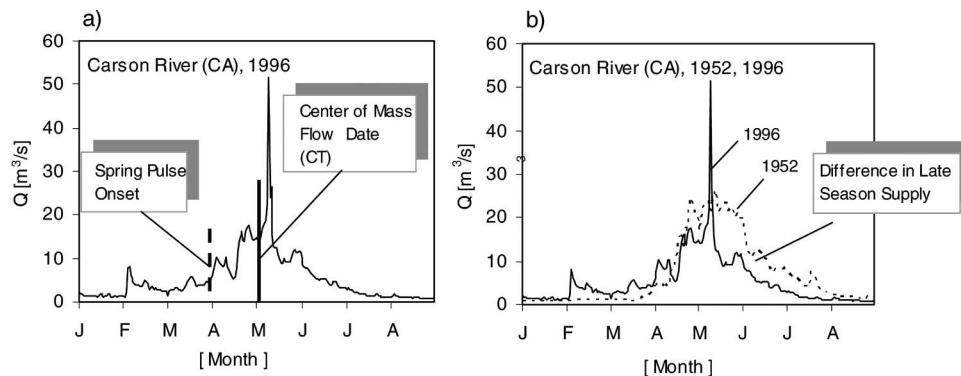 a)
60
50
40
30
20
10
0
Q [m³/s]
Carson River (CA), 1996
Spring Pulse
Onset
Center of Mass
Flow Date
(CT)
J F M A M J J A
[ Month ]
b)
60
50
40
30
20
10
0
Q [m³/s]
3
Carson River (CA), 1952, 1996
1996
1952
Difference in Late
Season Supply
J F M A M J J A
[ Month ]